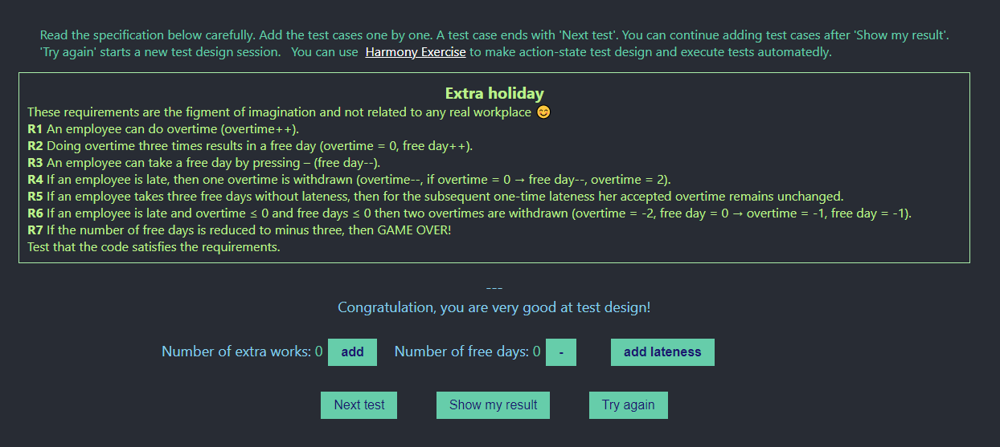 Read the specification below carefully. Add the test cases one by one. A test case ends with 'Next test'. You can continue adding test cases after 'Show my result'.
'Try again' starts a new test design session. You can use Harmony Exercise to make action-state test design and execute tests automatedly.
Extra holiday
These requirements are the figment of imagination and not related to any real workplace 😊
R1 An employee can do overtime (overtime++).
R2 Doing overtime three times results in a free day (overtime = 0, free day++).
R3 An employee can take a free day by pressing – (free day--).
R4 If an employee is late, then one overtime is withdrawn (overtime--, if overtime = 0 → free day--, overtime = 2).
R5 If an employee takes three free days without lateness, then for the subsequent one-time lateness her accepted overtime remains unchanged.
R6 If an employee is late and overtime ≤ 0 and free days ≤ 0 then two overtimes are withdrawn (overtime = -2, free day = 0 → overtime = -1, free day = -1).
R7 If the number of free days is reduced to minus three, then GAME OVER!
Test that the code satisfies the requirements.
---
Congratulation, you are very good at test design!
Number of extra works: 0 add Number of free days: 0 - add lateness
Next test Show my result Try again